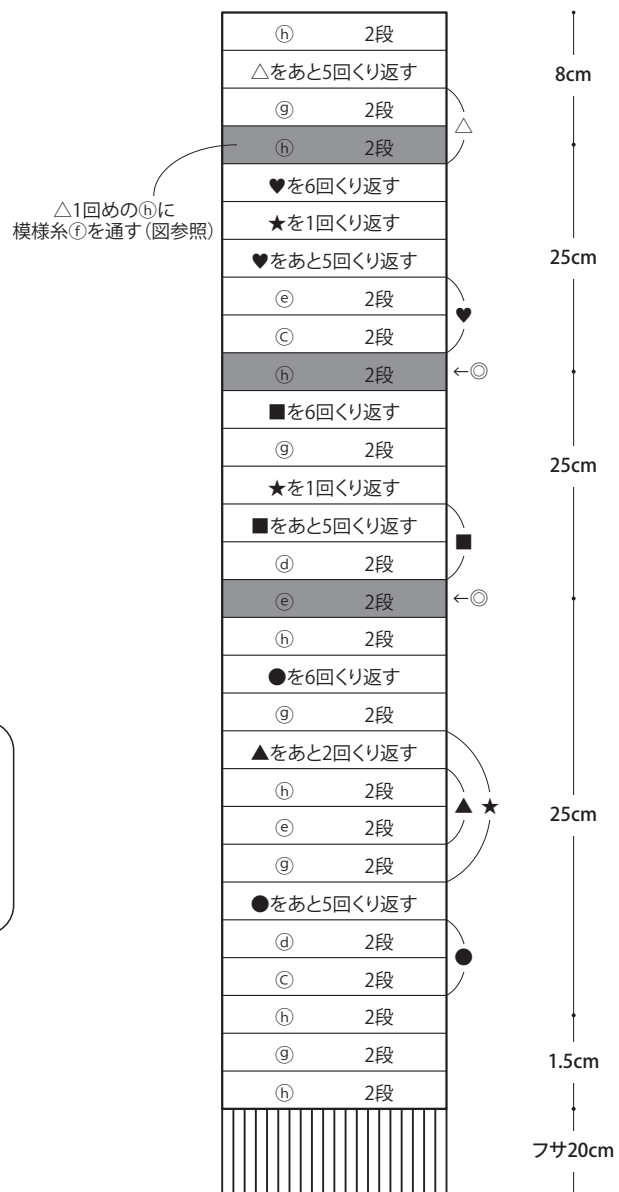 ⓗ 2段
△をあと5回くり返す
ⓖ 2段
ⓗ 2段
△
8cm
△1回めのⓗに
模様糸ⓕを通す（図参照）
♥を6回くり返す
★を1回くり返す
♥をあと5回くり返す
ⓔ 2段
ⓒ 2段
♥
25cm
ⓗ 2段
←◎
■を6回くり返す
ⓖ 2段
★を1回くり返す
■をあと5回くり返す
ⓓ 2段
■
25cm
ⓔ 2段
←◎
ⓗ 2段
●を6回くり返す
ⓖ 2段
▲をあと2回くり返す
ⓗ 2段
ⓔ 2段
▲ ★
ⓖ 2段
25cm
●をあと5回くり返す
ⓓ 2段
ⓒ 2段
●
ⓗ 2段
ⓖ 2段
ⓗ 2段
1.5cm
フサ20cm